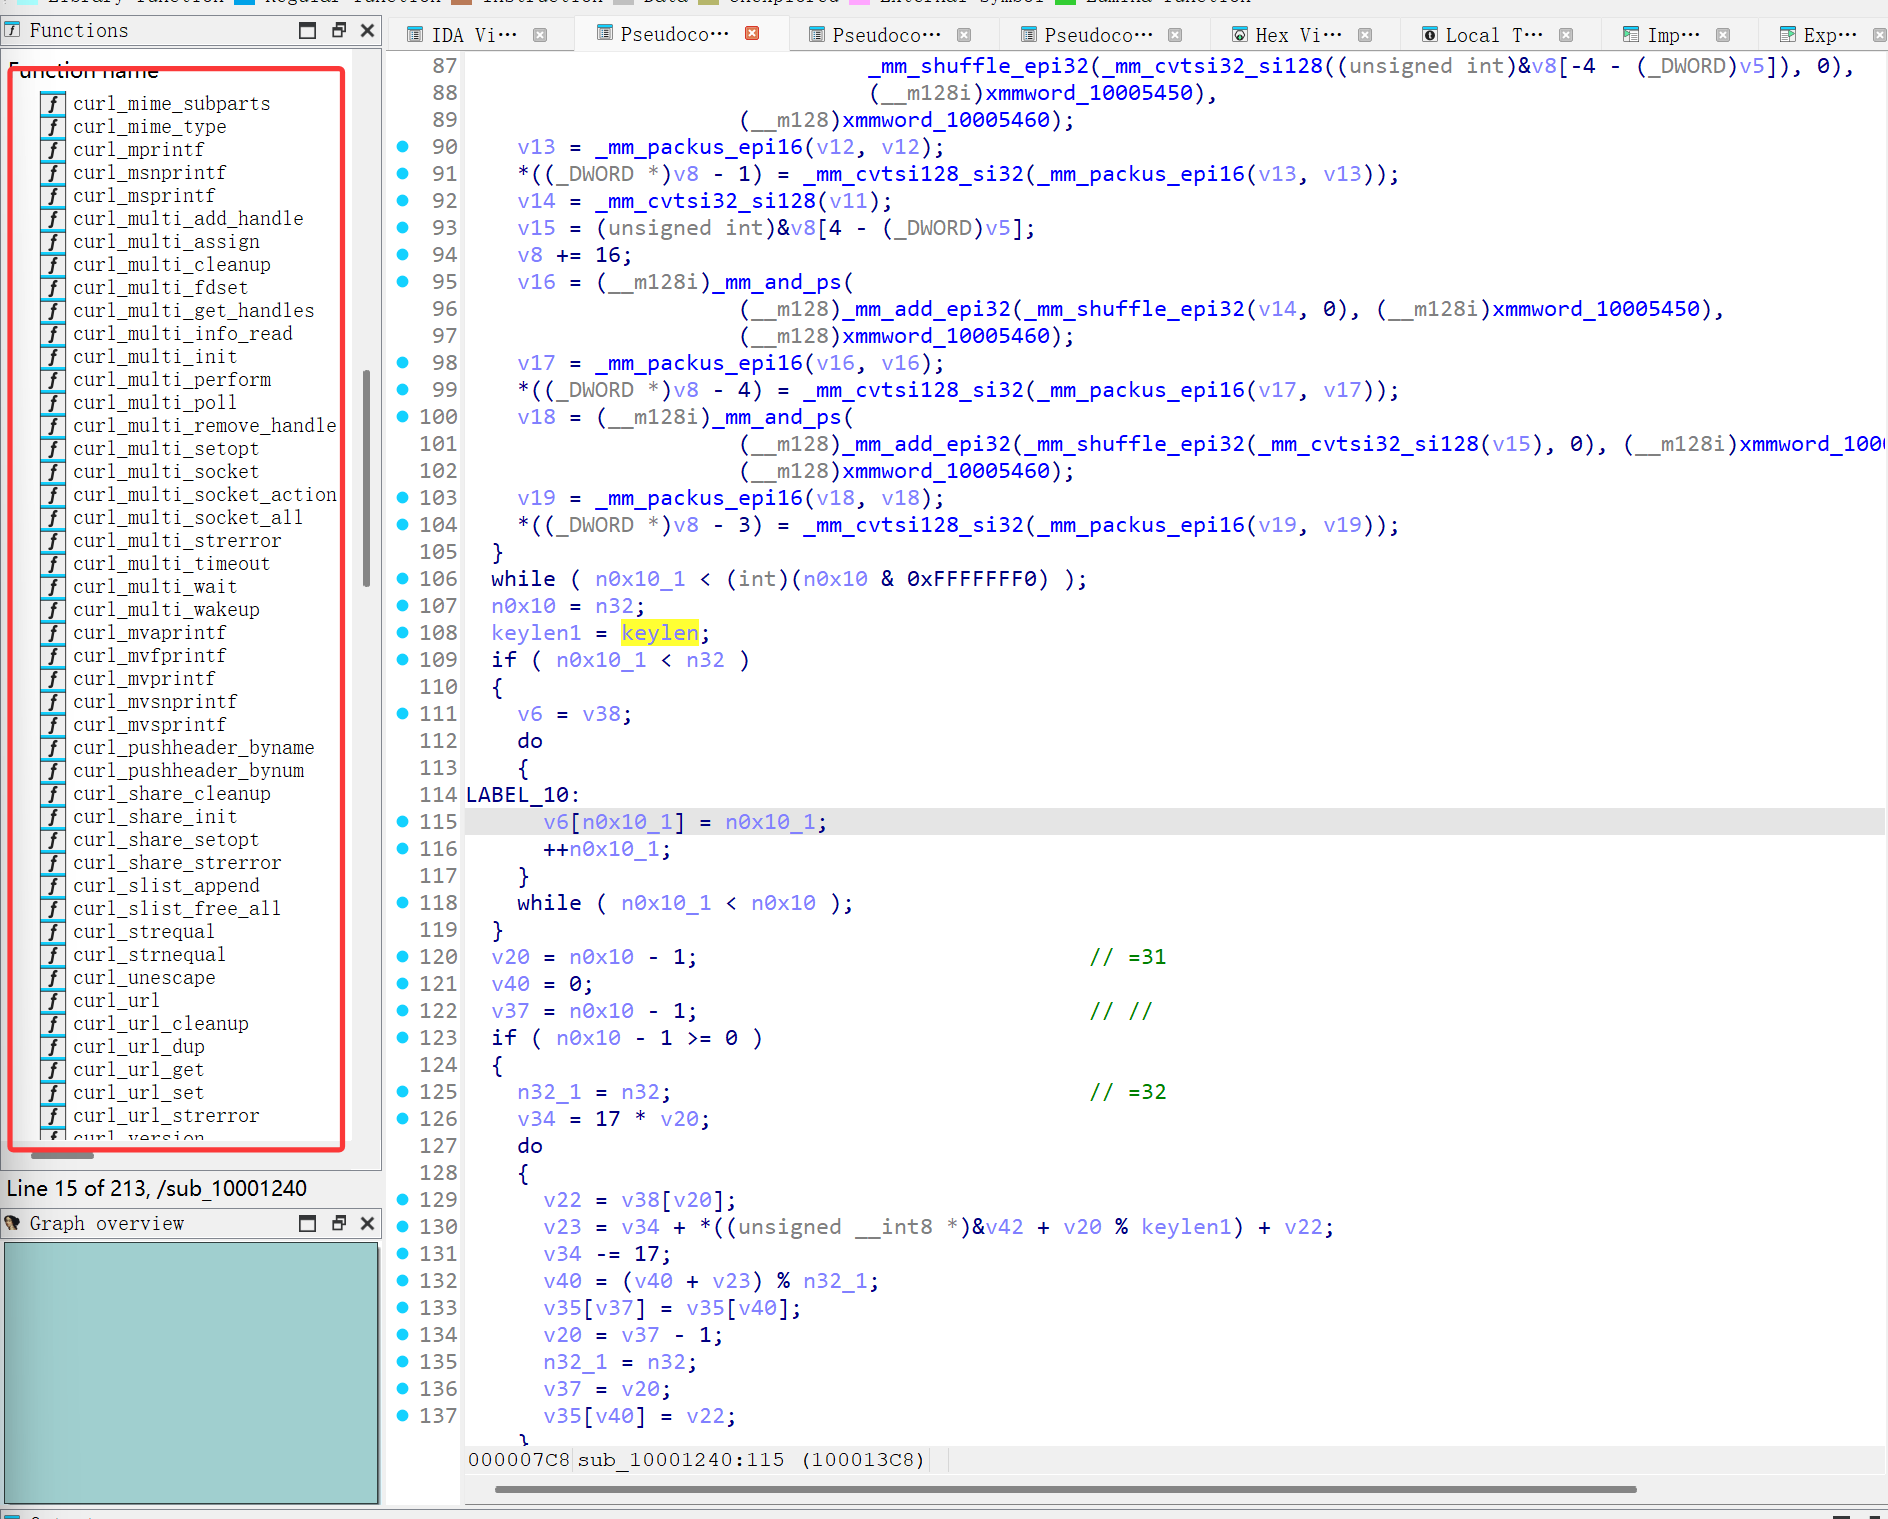 Library function Regular function Instruction Data Unexplored External symbol Lumina function
Functions
Function name
curl_mime_subparts
curl_mime_type
curl_mprintf
curl_msnprintf
curl_msprintf
curl_multi_add_handle
curl_multi_assign
curl_multi_cleanup
curl_multi_fdset
curl_multi_get_handles
curl_multi_info_read
curl_multi_init
curl_multi_perform
curl_multi_poll
curl_multi_remove_handle
curl_multi_setopt
curl_multi_socket
curl_multi_socket_action
curl_multi_socket_all
curl_multi_strerror
curl_multi_timeout
curl_multi_wait
curl_multi_wakeup
curl_mvaprintf
curl_mvfprintf
curl_mvprintf
curl_mvsnprintf
curl_mvsprintf
curl_pushheader_byname
curl_pushheader_bynum
curl_share_cleanup
curl_share_init
curl_share_setopt
curl_share_strerror
curl_slist_append
curl_slist_free_all
curl_strequal
curl_strnequal
curl_unescape
curl_url
curl_url_cleanup
curl_url_dup
curl_url_get
curl_url_set
curl_url_strerror
curl_version
Line 15 of 213, /sub_10001240
Graph overview
IDA Vi··· Pseudoco··· Pseudoco··· Pseudoco··· Hex Vi··· Local T··· Imp··· Exp···
87 _mm_shuffle_epi32(_mm_cvtsi32_si128((unsigned int)&v8[-4 - (_DWORD)v5]), 0),
88 (__m128i)xmmword_10005450),
89 (__m128)xmmword_10005460);
90 v13 = _mm_packus_epi16(v12, v12);
91 *((_DWORD *)v8 - 1) = _mm_cvtsi128_si32(_mm_packus_epi16(v13, v13));
92 v14 = _mm_cvtsi32_si128(v11);
93 v15 = (unsigned int)&v8[4 - (_DWORD)v5];
94 v8 += 16;
95 v16 = (__m128i)_mm_and_ps(
96 (__m128)_mm_add_epi32(_mm_shuffle_epi32(v14, 0), (__m128i)xmmword_10005450),
97 (__m128)xmmword_10005460);
98 v17 = _mm_packus_epi16(v16, v16);
99 *((_DWORD *)v8 - 4) = _mm_cvtsi128_si32(_mm_packus_epi16(v17, v17));
100 v18 = (__m128i)_mm_and_ps(
101 (__m128)_mm_add_epi32(_mm_shuffle_epi32(_mm_cvtsi32_si128(v15), 0), (__m128i)xmmword_100
102 (__m128)xmmword_10005460);
103 v19 = _mm_packus_epi16(v18, v18);
104 *((_DWORD *)v8 - 3) = _mm_cvtsi128_si32(_mm_packus_epi16(v19, v19));
105 }
106 while ( n0x10_1 < (int)(n0x10 & 0xFFFFFFF0) );
107 n0x10 = n32;
108 keylen1 = keylen;
109 if ( n0x10_1 < n32 )
110 {
111 v6 = v38;
112 do
113 {
114 LABEL_10:
115 v6[n0x10_1] = n0x10_1;
116 ++n0x10_1;
117 }
118 while ( n0x10_1 < n0x10 );
119 }
120 v20 = n0x10 - 1; // =31
121 v40 = 0;
122 v37 = n0x10 - 1; // //
123 if ( n0x10 - 1 >= 0 )
124 {
125 n32_1 = n32; // =32
126 v34 = 17 * v20;
127 do
128 {
129 v22 = v38[v20];
130 v23 = v34 + *((unsigned __int8 *)&v42 + v20 % keylen1) + v22;
131 v34 -= 17;
132 v40 = (v40 + v23) % n32_1;
133 v35[v37] = v35[v40];
134 v20 = v37 - 1;
135 n32_1 = n32;
136 v37 = v20;
137 v35[v40] = v22;
}
000007C8 sub_10001240:115 (100013C8)